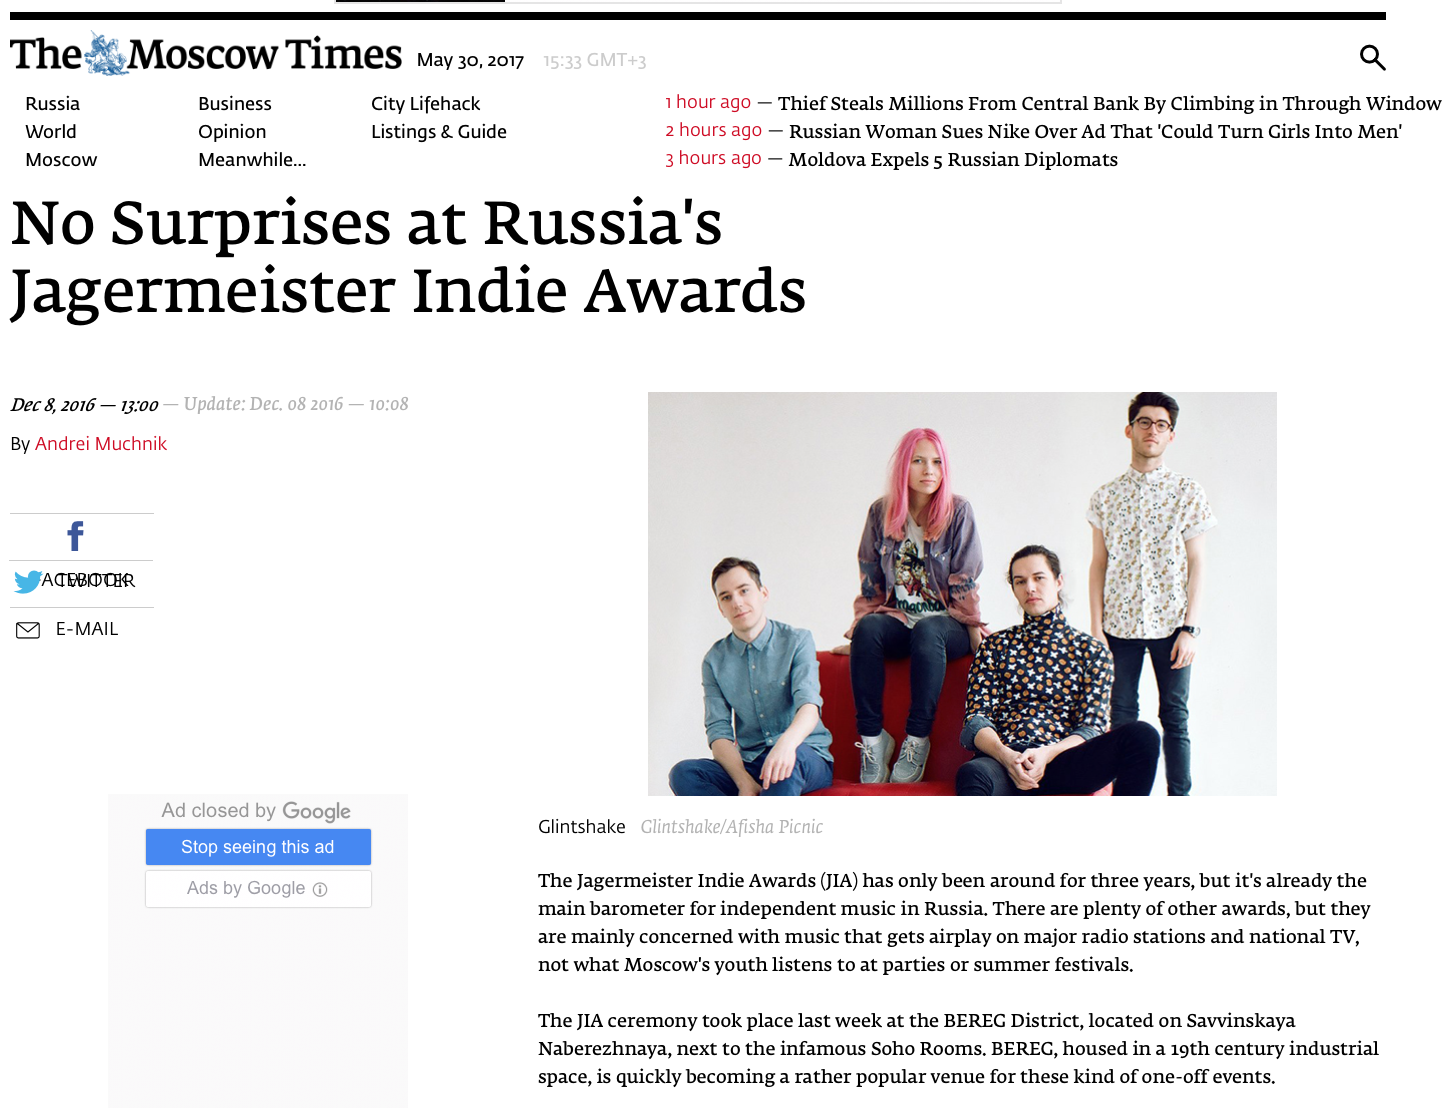 The Moscow Times May 30, 2017 15:33 GMT+3
Russia
World
Moscow
Business
Opinion
Meanwhile...
City Lifehack
Listings & Guide
1 hour ago — Thief Steals Millions From Central Bank By Climbing in Through Window
2 hours ago — Russian Woman Sues Nike Over Ad That 'Could Turn Girls Into Men'
3 hours ago — Moldova Expels 5 Russian Diplomats
No Surprises at Russia's
Jagermeister Indie Awards
Dec 8, 2016 — 13:00 — Update: Dec. 08 2016 — 10:08
By Andrei Muchnik
FACEBOOK
TWITTER
E-MAIL
Ad closed by Google
Stop seeing this ad
Ads by Google
Glintshake Glintshake/Afisha Picnic
The Jagermeister Indie Awards (JIA) has only been around for three years, but it's already the
main barometer for independent music in Russia. There are plenty of other awards, but they
are mainly concerned with music that gets airplay on major radio stations and national TV,
not what Moscow's youth listens to at parties or summer festivals.
The JIA ceremony took place last week at the BEREG District, located on Savvinskaya
Naberezhnaya, next to the infamous Soho Rooms. BEREG, housed in a 19th century industrial
space, is quickly becoming a rather popular venue for these kind of one-off events.